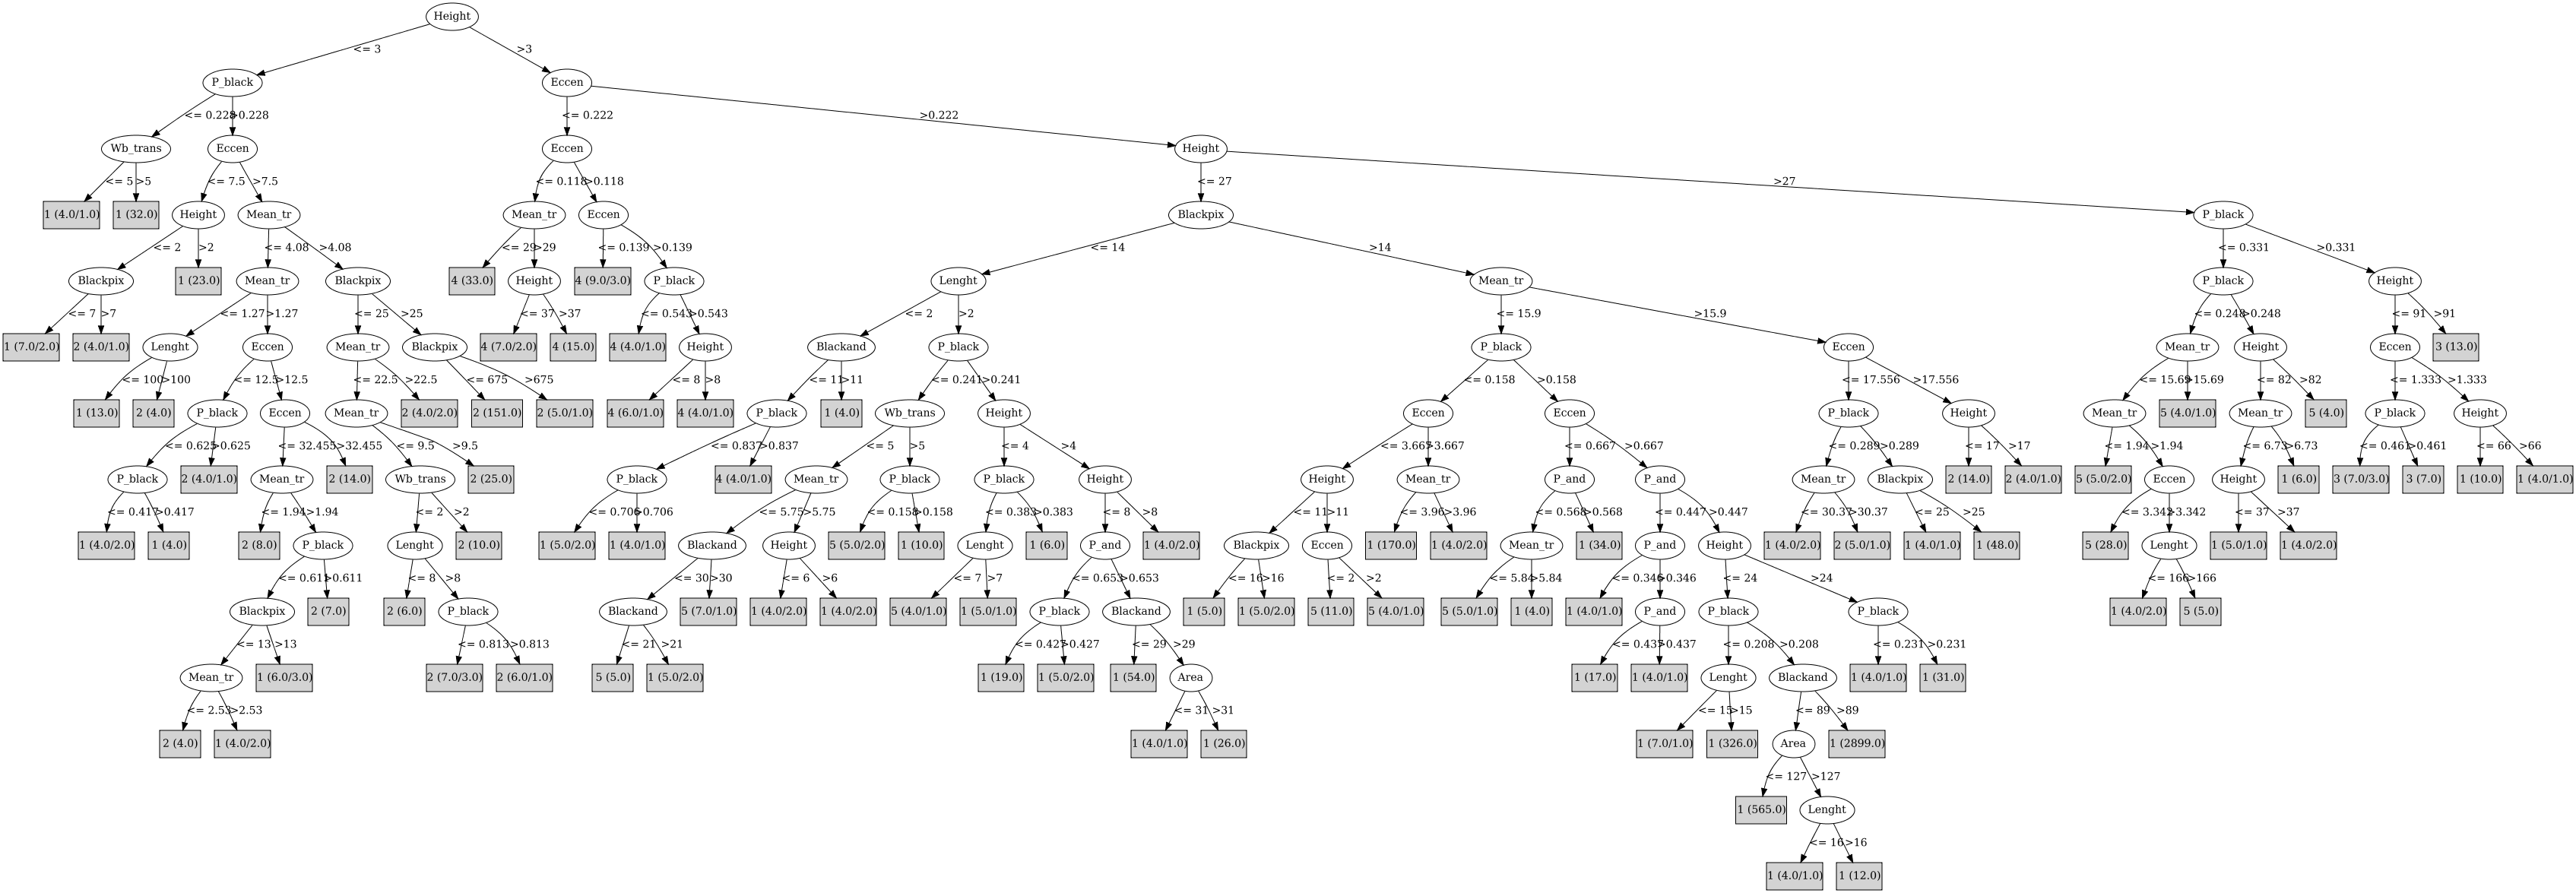 Height
<= 3 >3
P_black Eccen
<= 0.228 >0.228 <= 0.222 >0.222
Wb_trans Eccen Eccen Height
<= 5 >5 <= 7.5 >7.5 <= 0.118 >0.118 <= 27 >27
1 (4.0/1.0) 1 (32.0) Height Mean_tr Mean_tr Eccen Blackpix P_black
<= 2 >2 <= 4.08 >4.08 <= 29 >29 <= 0.139 >0.139 <= 14 >14 <= 0.331 >0.331
Blackpix 1 (23.0) Mean_tr Blackpix 4 (33.0) Height 4 (9.0/3.0) P_black Lenght Mean_tr P_black Height
<= 7 >7 <= 1.27 >1.27 <= 25 >25 <= 37 >37 <= 0.543 >0.543 <= 2 >2 <= 15.9 >15.9 <= 0.248 >0.248 <= 91 >91
1 (7.0/2.0) 2 (4.0/1.0) Lenght Eccen Mean_tr Blackpix 4 (7.0/2.0) 4 (15.0) 4 (4.0/1.0) Height Blackand P_black P_black Eccen Mean_tr Height Eccen 3 (13.0)
<= 100 >100 <= 12.5 >12.5 <= 22.5 >22.5 <= 675 >675 <= 8 >8 <= 11 >11 <= 0.241 >0.241 <= 0.158 >0.158 <= 17.556 >17.556 <= 15.69 >15.69 <= 82 >82 <= 1.333 >1.333
1 (13.0) 2 (4.0) P_black Eccen Mean_tr 2 (4.0/2.0) 2 (151.0) 2 (5.0/1.0) 4 (6.0/1.0) 4 (4.0/1.0) P_black 1 (4.0) Wb_trans Height Eccen Eccen P_black Height Mean_tr 5 (4.0/1.0) Mean_tr 5 (4.0) P_black Height
<= 0.625 >0.625 <= 32.455 >32.455 <= 9.5 >9.5 <= 0.837 >0.837 <= 5 >5 <= 4 >4 <= 3.667 >3.667 <= 0.667 >0.667 <= 0.289 >0.289 <= 17 >17 <= 1.94 >1.94 <= 6.73 >6.73 <= 0.461 >0.461 <= 66 >66
P_black 2 (4.0/1.0) Mean_tr 2 (14.0) Wb_trans 2 (25.0) P_black 4 (4.0/1.0) Mean_tr P_black P_black Height Height Mean_tr P_and P_and Mean_tr Blackpix 2 (14.0) 2 (4.0/1.0) 5 (5.0/2.0) Eccen Height 1 (6.0) 3 (7.0/3.0) 3 (7.0) 1 (10.0) 1 (4.0/1.0)
<= 0.417 >0.417 <= 1.94 >1.94 <= 2 >2 <= 0.706 >0.706 <= 5.75 >5.75 <= 0.158 >0.158 <= 0.383 >0.383 <= 8 >8 <= 11 >11 <= 3.96 >3.96 <= 0.568 >0.568 <= 0.447 >0.447 <= 30.37 >30.37 <= 25 >25 <= 3.342 >3.342 <= 37 >37
1 (4.0/2.0) 1 (4.0) 2 (8.0) P_black Lenght 2 (10.0) 1 (5.0/2.0) 1 (4.0/1.0) Blackand Height 5 (5.0/2.0) 1 (10.0) Lenght 1 (6.0) P_and 1 (4.0/2.0) Blackpix Eccen 1 (170.0) 1 (4.0/2.0) Mean_tr 1 (34.0) P_and Height 1 (4.0/2.0) 2 (5.0/1.0) 1 (4.0/1.0) 1 (48.0) 5 (28.0) Lenght 1 (5.0/1.0) 1 (4.0/2.0)
<= 0.611 >0.611 <= 8 >8 <= 30 >30 <= 6 >6 <= 7 >7 <= 0.653 >0.653 <= 16 >16 <= 2 >2 <= 5.84 >5.84 <= 0.346 >0.346 <= 24 >24 <= 166 >166
Blackpix 2 (7.0) 2 (6.0) P_black Blackand 5 (7.0/1.0) 1 (4.0/2.0) 1 (4.0/2.0) 5 (4.0/1.0) 1 (5.0/1.0) P_black Blackand 1 (5.0) 1 (5.0/2.0) 5 (11.0) 5 (4.0/1.0) 5 (5.0/1.0) 1 (4.0) 1 (4.0/1.0) P_and P_black P_black 1 (4.0/2.0) 5 (5.0)
<= 13 >13 <= 0.813 >0.813 <= 21 >21 <= 0.427 >0.427 <= 29 >29 <= 0.437 >0.437 <= 0.208 >0.208 <= 0.231 >0.231
Mean_tr 1 (6.0/3.0) 2 (7.0/3.0) 2 (6.0/1.0) 5 (5.0) 1 (5.0/2.0) 1 (19.0) 1 (5.0/2.0) 1 (54.0) Area 1 (17.0) 1 (4.0/1.0) Lenght Blackand 1 (4.0/1.0) 1 (31.0)
<= 2.53 >2.53 <= 31 >31 <= 15 >15 <= 89 >89
2 (4.0) 1 (4.0/2.0) 1 (4.0/1.0) 1 (26.0) 1 (7.0/1.0) 1 (326.0) Area 1 (2899.0)
<= 127 >127
1 (565.0) Lenght
<= 16 >16
1 (4.0/1.0) 1 (12.0)